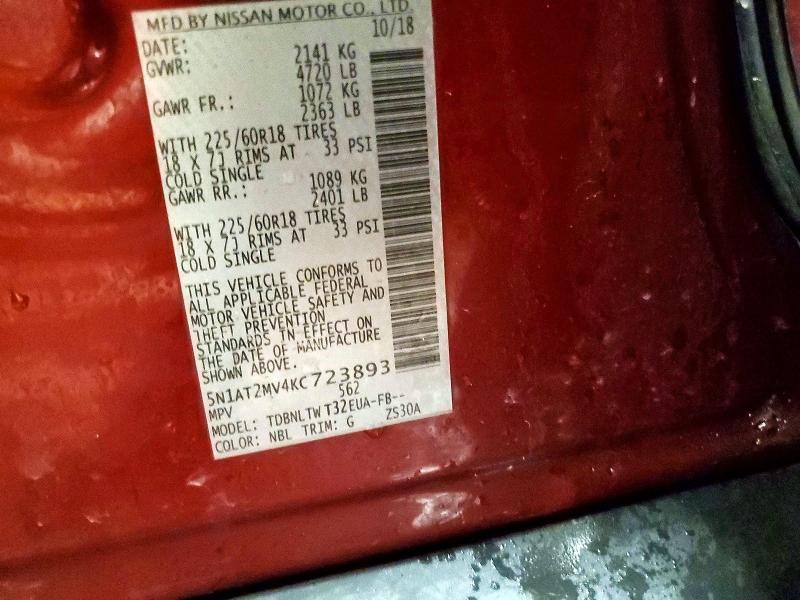 MFD BY NISSAN MOTOR CO., LTD.
DATE: 10/18
GVWR: 2141 KG
4720 LB
GAWR FR.: 1072 KG
2363 LB
WITH 225/60R18 TIRES
18 X 7J RIMS AT 33 PSI
COLD SINGLE
GAWR RR.: 1089 KG
2401 LB
WITH 225/60R18 TIRES
18 X 7J RIMS AT 33 PSI
COLD SINGLE
THIS VEHICLE CONFORMS TO
ALL APPLICABLE FEDERAL
MOTOR VEHICLE SAFETY AND
THEFT PREVENTION
STANDARDS IN EFFECT ON
THE DATE OF MANUFACTURE
SHOWN ABOVE.
5N1AT2MV4KC723893
MPV 562
MODEL: TDBNLTW T32EUA-FB--
COLOR: NBL TRIM: G ZS30A